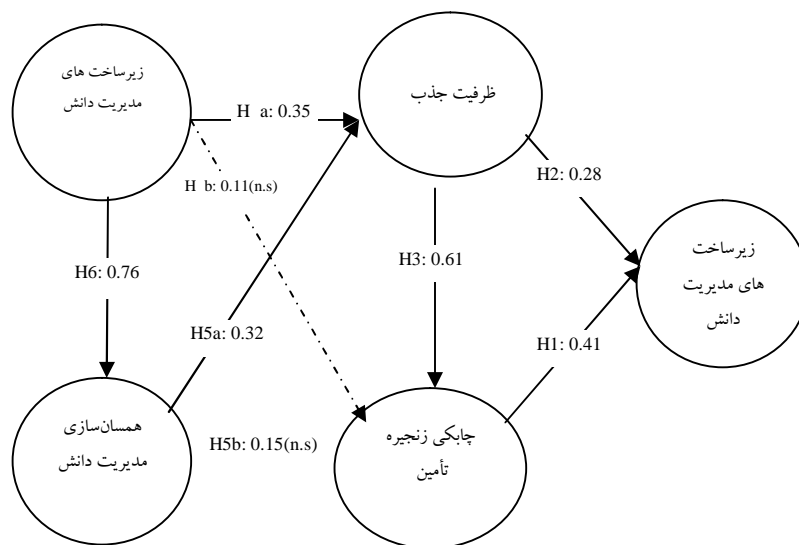 زیرساخت های
مدیریت دانش
ظرفیت جذب
H a: 0.35
H b: 0.11(n.s)
H2: 0.28
H3: 0.61
H6: 0.76
زیرساخت
های مدیریت
دانش
H5a: 0.32
H1: 0.41
همسان‌سازی
مدیریت دانش
H5b: 0.15(n.s)
چابکی زنجیره
تأمین